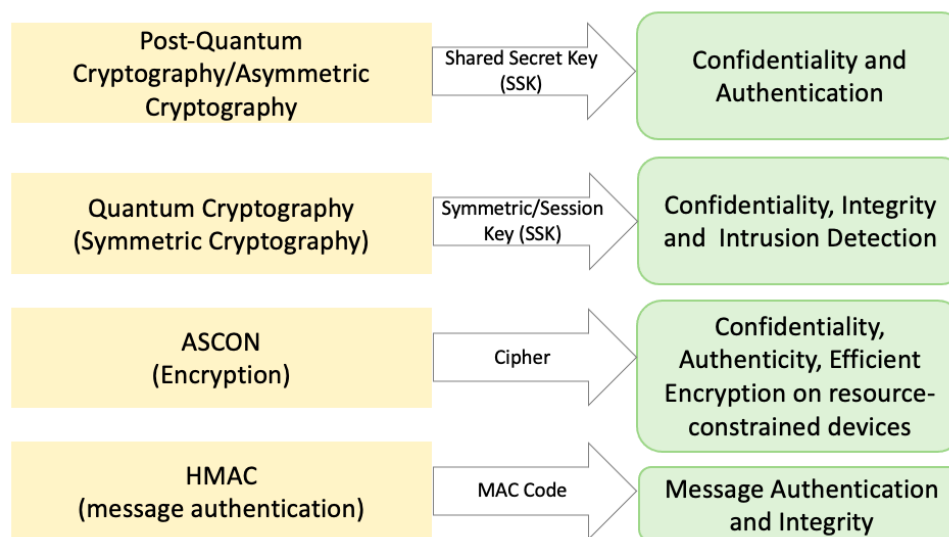 Post-Quantum
Cryptography/Asymmetric
Cryptography
Shared Secret Key
(SSK)
Confidentiality and
Authentication
Quantum Cryptography
(Symmetric Cryptography)
Symmetric/Session
Key (SSK)
Confidentiality, Integrity
and Intrusion Detection
ASCON
(Encryption)
Cipher
Confidentiality,
Authenticity, Efficient
Encryption on resource-
constrained devices
HMAC
(message authentication)
MAC Code
Message Authentication
and Integrity